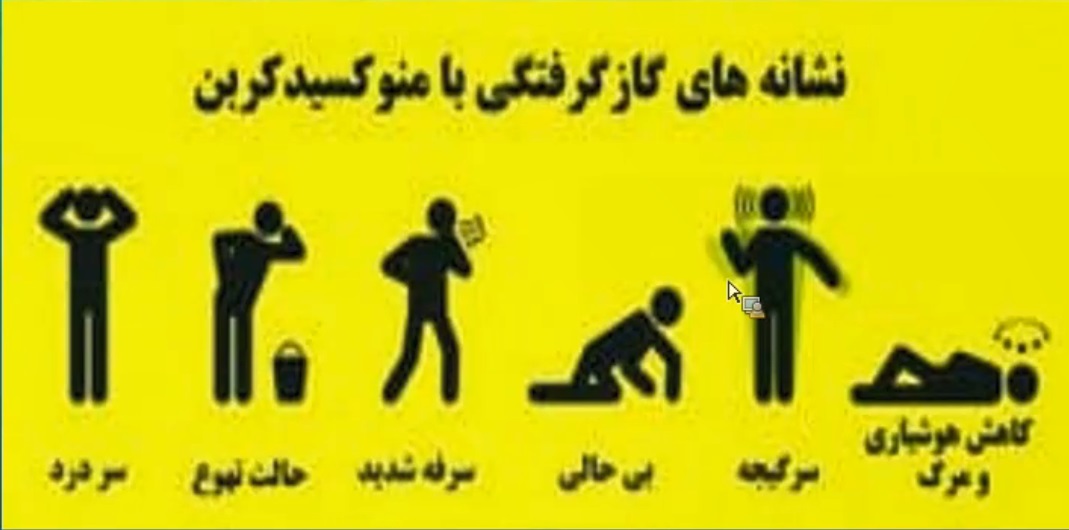 نشانه های گازگرفتگی با منوکسیدکربن
کاهش هوشیاری
و مرگ
سرگیجه
بی حالی
سرفه شدید
حالت تهوع
سر درد